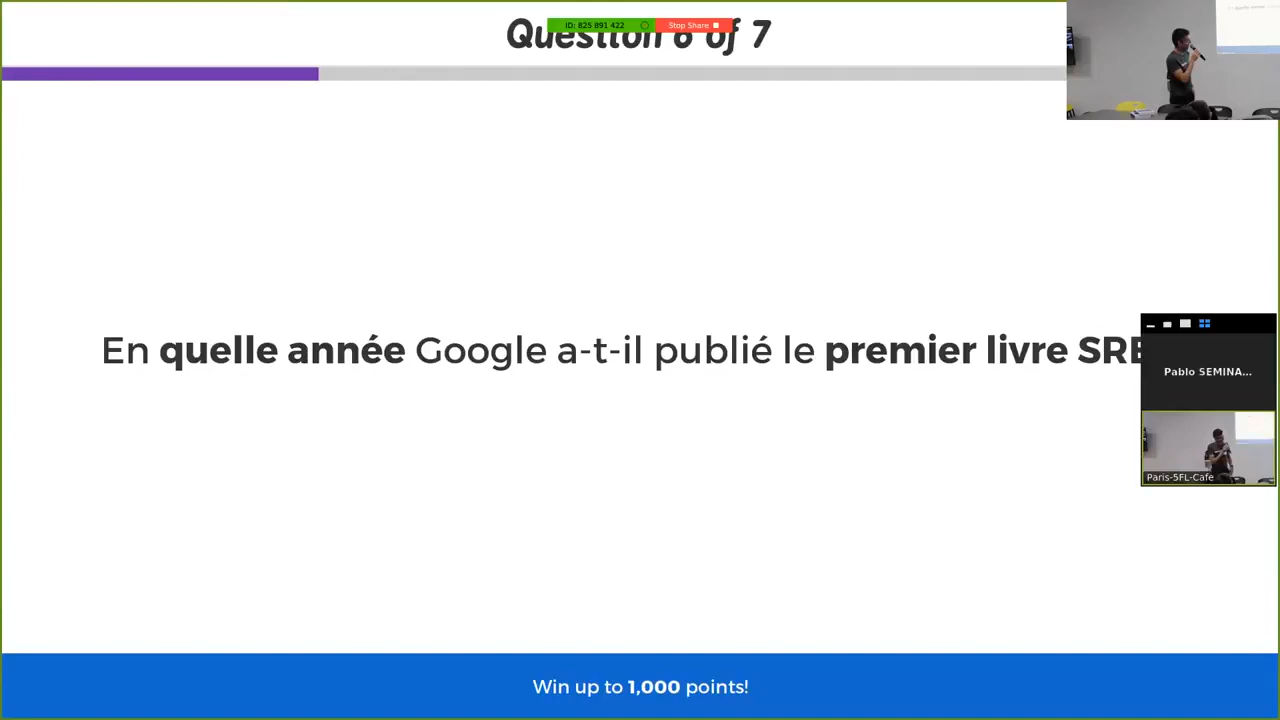 ID: 825 891 422
Stop Share
Question 6 of 7
En quelle année Google a-t-il publié le premier livre SRE
Pablo SEMINA...
Paris-5FL-Cafe
Win up to 1,000 points!